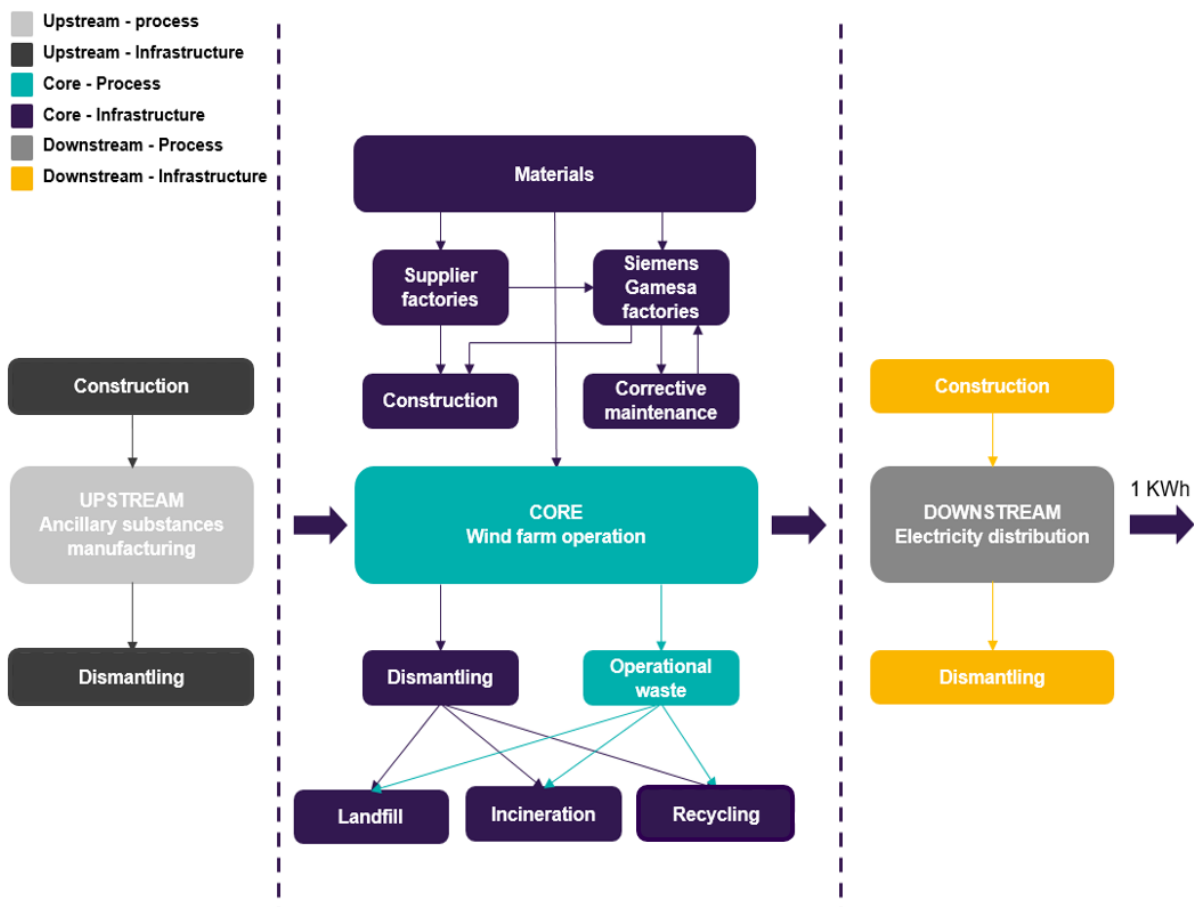 Upstream - process
Upstream - Infrastructure
Core - Process
Core - Infrastructure
Downstream - Process
Downstream - Infrastructure
Materials
Supplier
factories
Siemens
Gamesa
factories
Construction
Corrective
maintenance
Construction
UPSTREAM
Ancillary substances
manufacturing
Dismantling
CORE
Wind farm operation
Dismantling
Operational
waste
Landfill
Incineration
Recycling
Construction
DOWNSTREAM
Electricity distribution
Dismantling
1 KWh